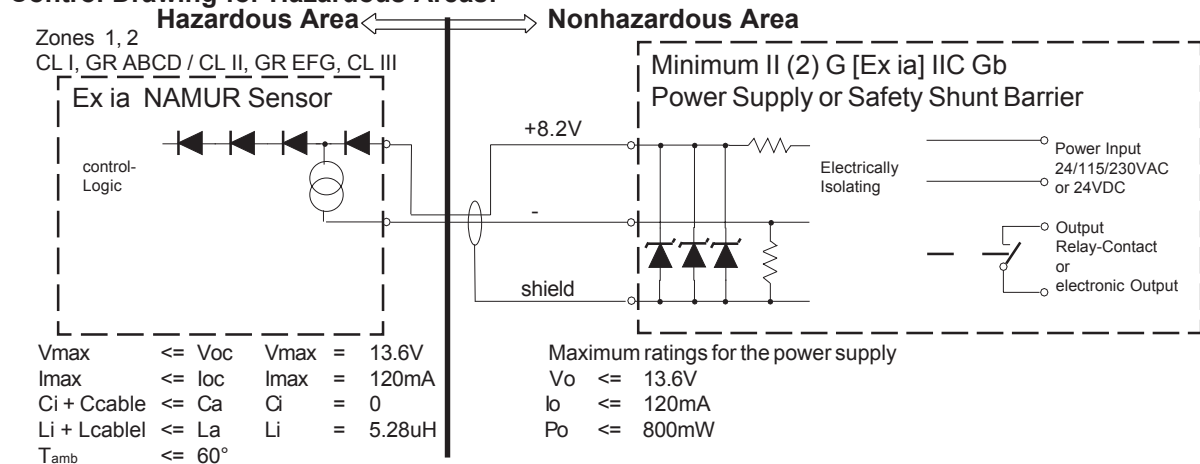 Control Drawing for Hazardous Areas:
Hazardous Area
Nonhazardous Area
Zones 1, 2
CL I, GR ABCD / CL II, GR EFG, CL III
Ex ia NAMUR Sensor
control-
Logic
+8.2V
-
shield
Minimum II (2) G [Ex ia] IIC Gb
Power Supply or Safety Shunt Barrier
Electrically
Isolating
Power Input
24/115/230VAC
or 24VDC
Output
Relay-Contact
or
electronic Output
Vmax <= Voc Vmax = 13.6V
Imax <= Ioc Imax = 120mA
Ci + Ccable <= Ca Ci = 0
Li + Lcablel <= La Li = 5.28uH
Tamb <= 60°
Maximum ratings for the power supply
Vo <= 13.6V
Io <= 120mA
Po <= 800mW